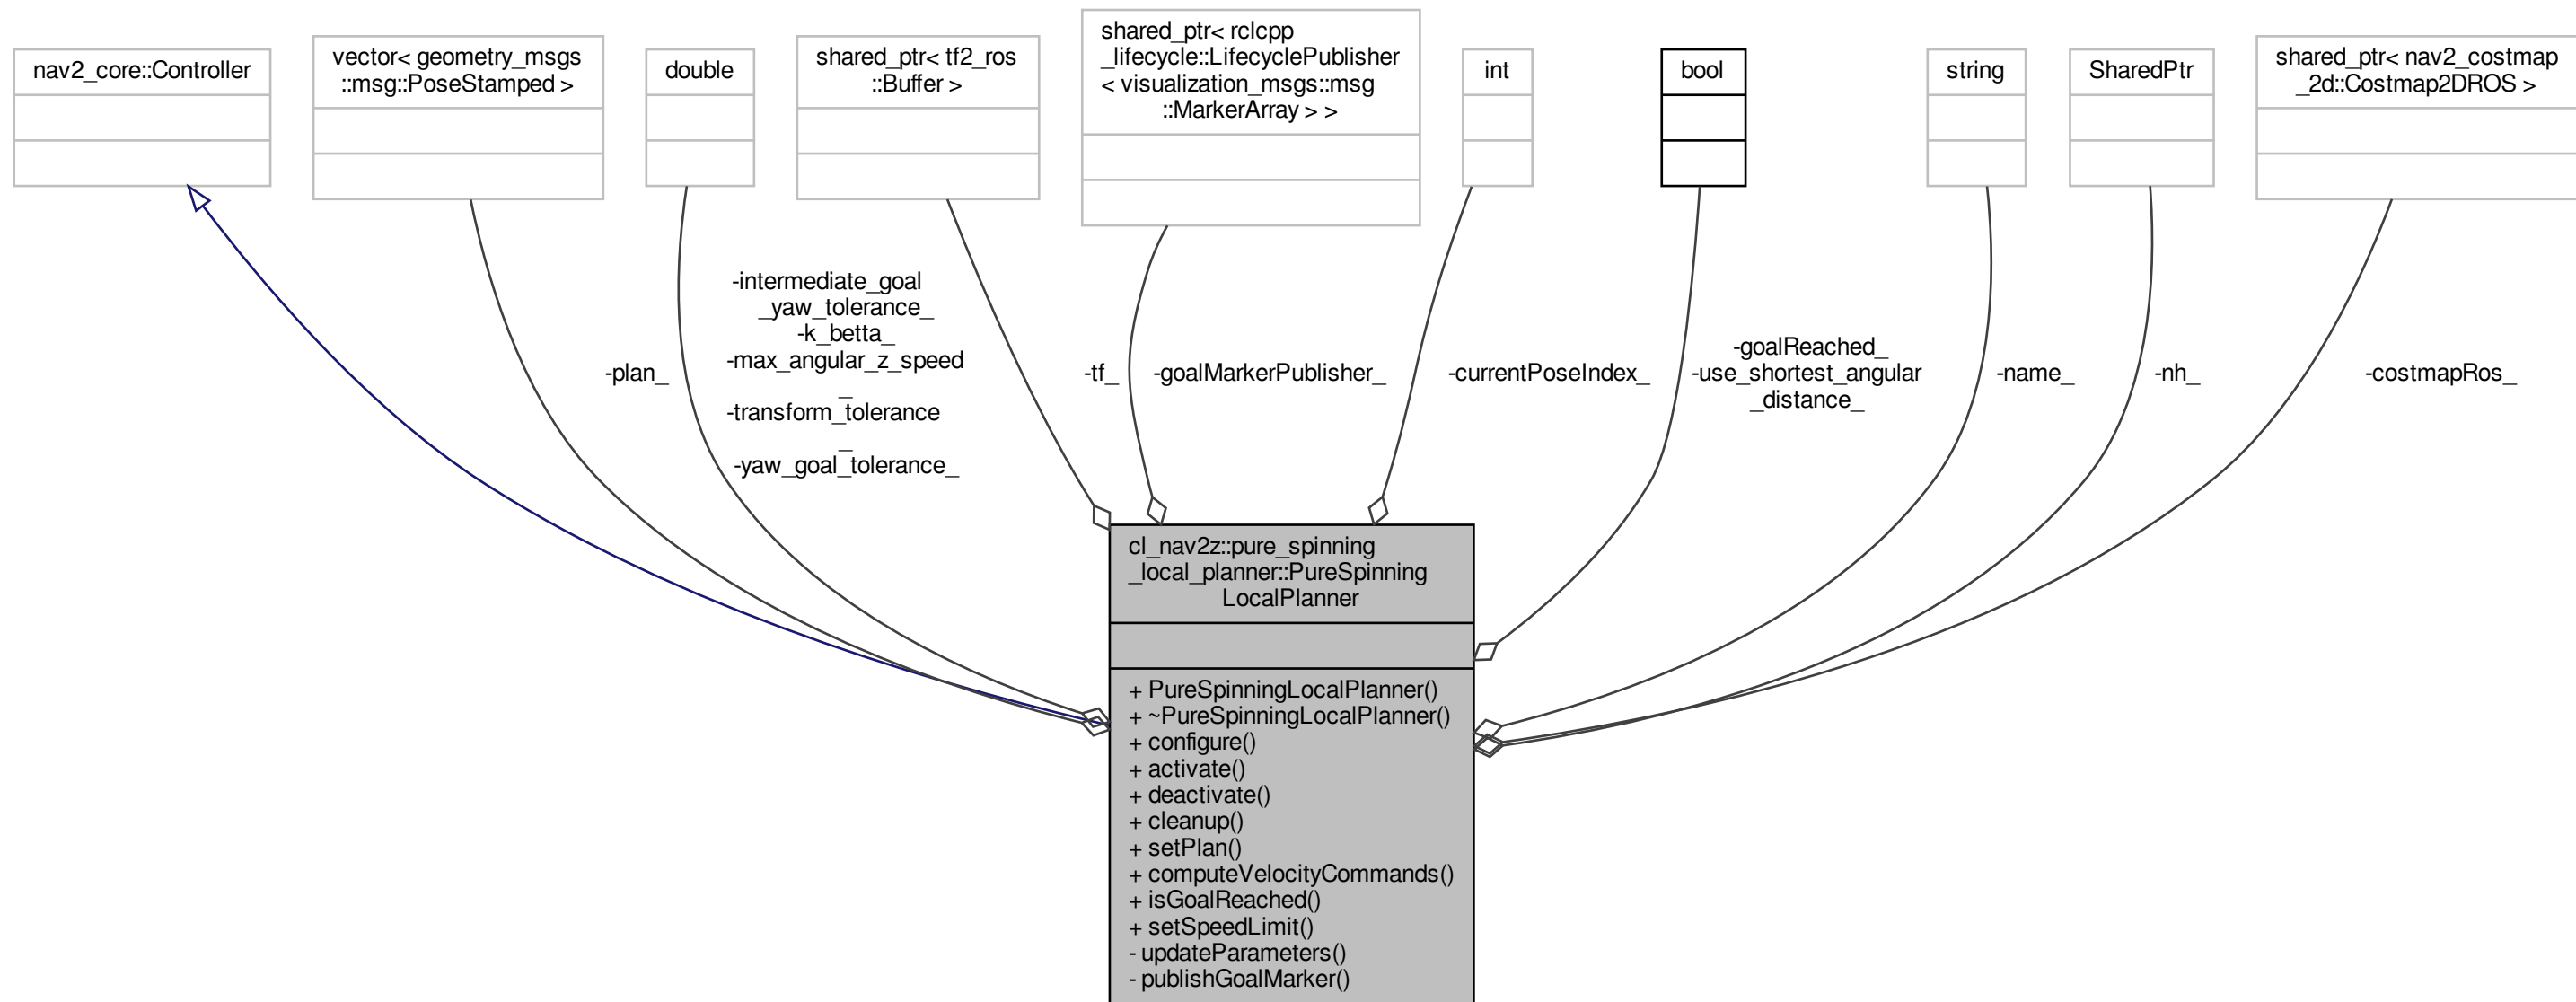 nav2_core::Controller
vector< geometry_msgs
::msg::PoseStamped >
double
shared_ptr< tf2_ros
::Buffer >
shared_ptr< rclcpp
_lifecycle::LifecyclePublisher
< visualization_msgs::msg
::MarkerArray > >
int
bool
string
SharedPtr
shared_ptr< nav2_costmap
_2d::Costmap2DROS >
-plan_
-intermediate_goal
_yaw_tolerance_
-k_betta_
-max_angular_z_speed
_
-transform_tolerance
_
-yaw_goal_tolerance_
-tf_
-goalMarkerPublisher_
-currentPoseIndex_
-goalReached_
-use_shortest_angular
_distance_
-name_
-nh_
-costmapRos_
cl_nav2z::pure_spinning
_local_planner::PureSpinning
LocalPlanner
+ PureSpinningLocalPlanner()
+ ~PureSpinningLocalPlanner()
+ configure()
+ activate()
+ deactivate()
+ cleanup()
+ setPlan()
+ computeVelocityCommands()
+ isGoalReached()
+ setSpeedLimit()
- updateParameters()
- publishGoalMarker()